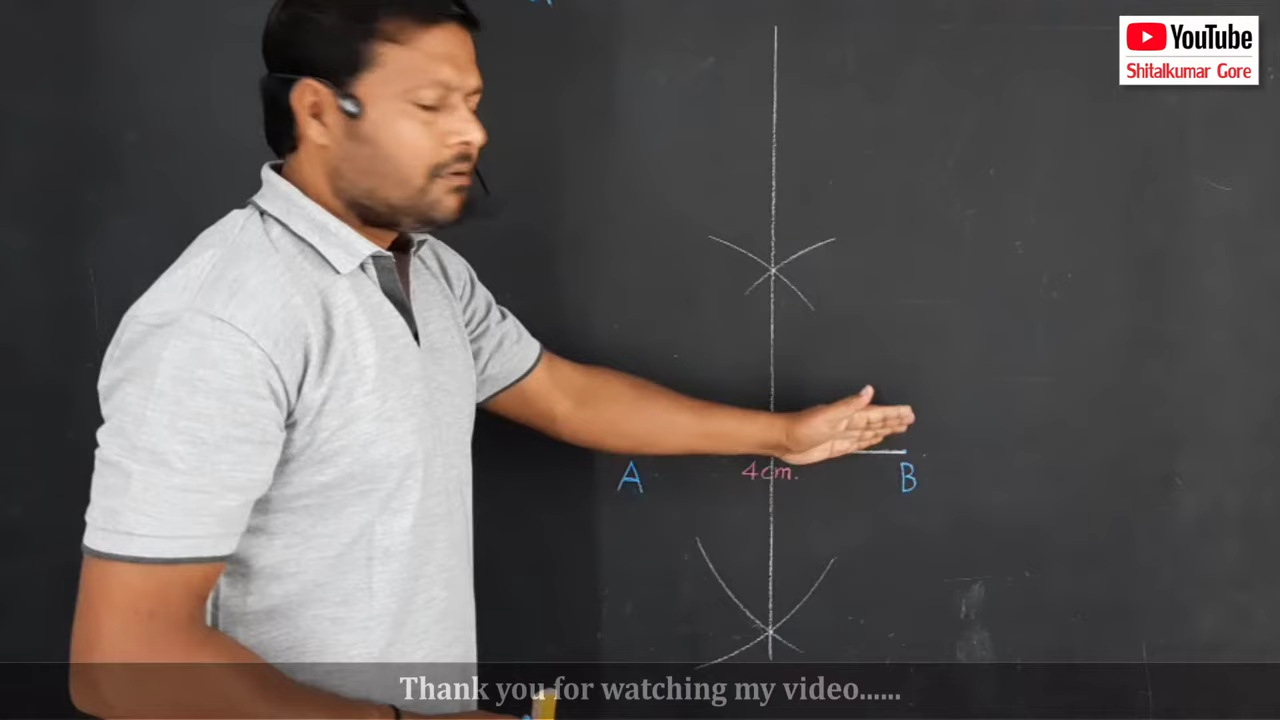 YouTube
Shitalkumar Gore
A
4cm.
B
Thank you for watching my video......